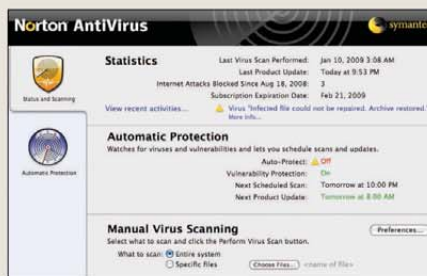 Norton AntiVirus
symante
Status and Scanning
Automatic Protection
Statistics
Last Virus Scan Performed: Jan 10, 2009 3:08 AM
Last Product Update: Today at 9:53 PM
Internet Attacks Blocked Since Aug 18, 2008: 3
Subscription Expiration Date: Feb 21, 2009
View recent activities... Virus "Infected file could not be repaired. Archive restored."
More Info...
Automatic Protection
Watches for viruses and vulnerabilities and lets you schedule scans and updates.
Auto-Protect: Off
Vulnerability Protection: On
Next Scheduled Scan: Tomorrow at 10:00 PM
Next Product Update: Tomorrow at 8:00 AM
Manual Virus Scanning
Preferences...
Select what to scan and click the Perform Virus Scan button.
What to scan: Entire system
Specific files Choose Files... <name of file>